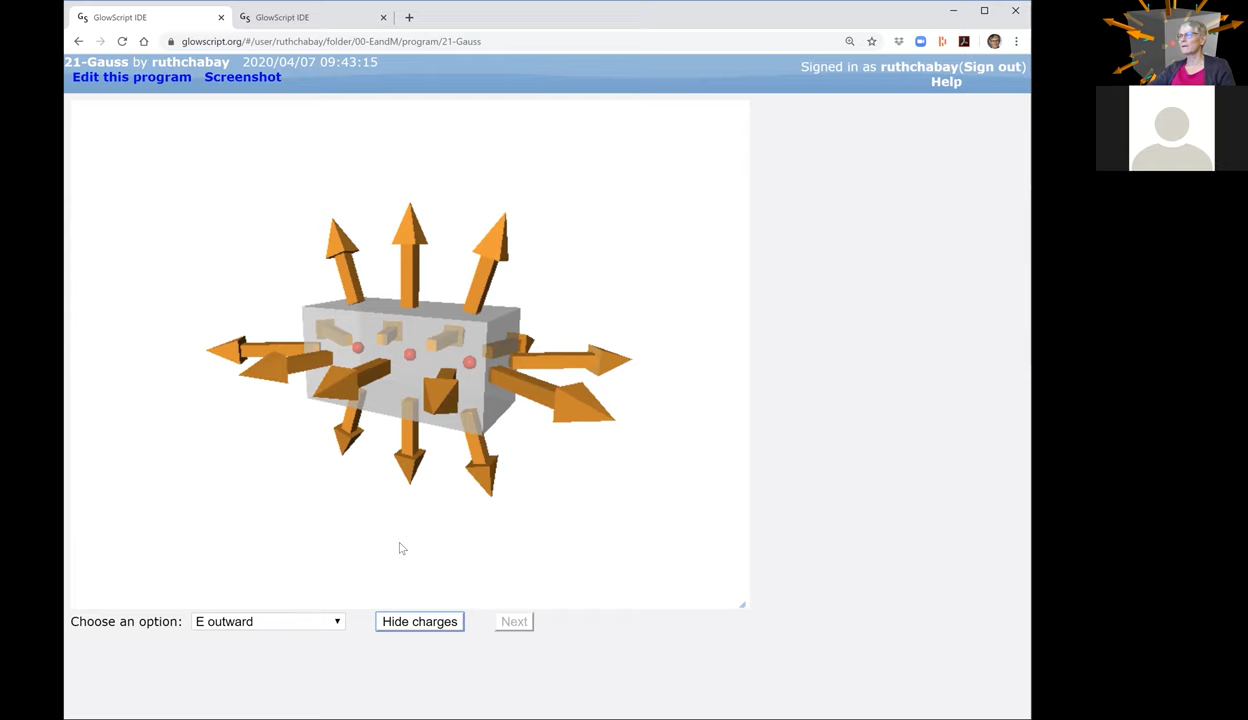 GlowScript IDE
GlowScript IDE
glowscript.org/#/user/ruthchabay/folder/00-EandM/program/21-Gauss
21-Gauss by ruthchabay 2020/04/07 09:43:15
Signed in as ruthchabay(Sign out)
Edit this program Screenshot
Help
Choose an option: E outward Hide charges Next